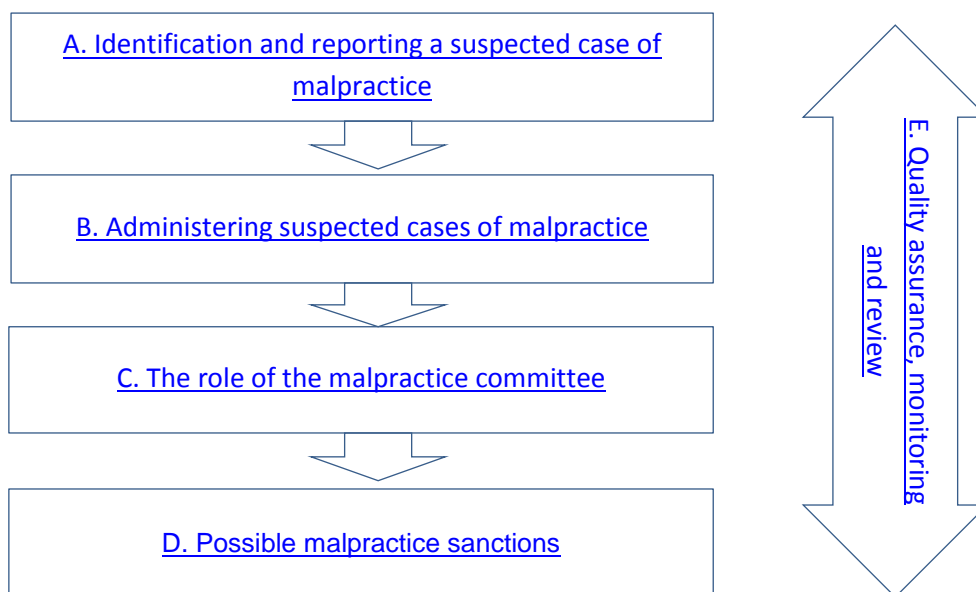 A. Identification and reporting a suspected case of
malpractice
B. Administering suspected cases of malpractice
C. The role of the malpractice committee
D. Possible malpractice sanctions
E. Quality assurance, monitoring
and review